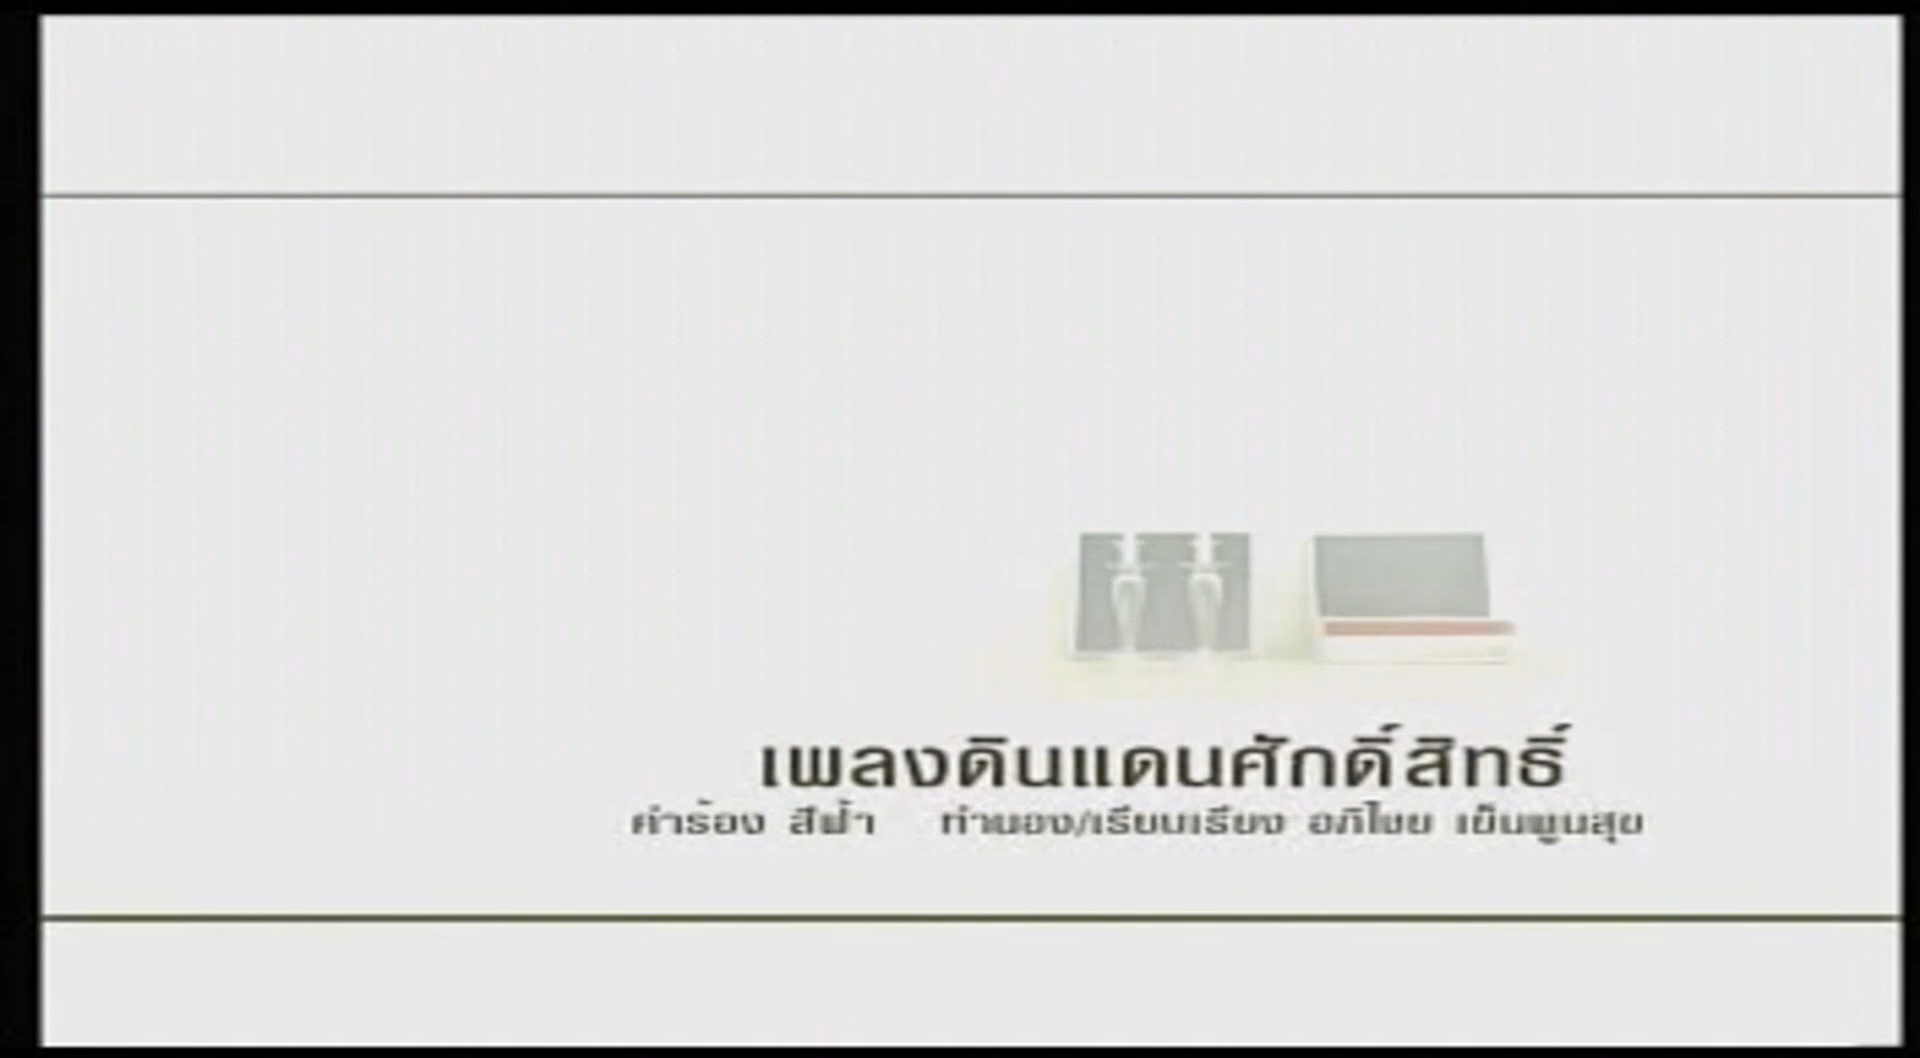 เพลงดินแดนศักดิ์สิทธิ์
คำร้อง สีฟ้า ทำนอง/เรียบเรียง อภิไชย เย็นพูนสุข